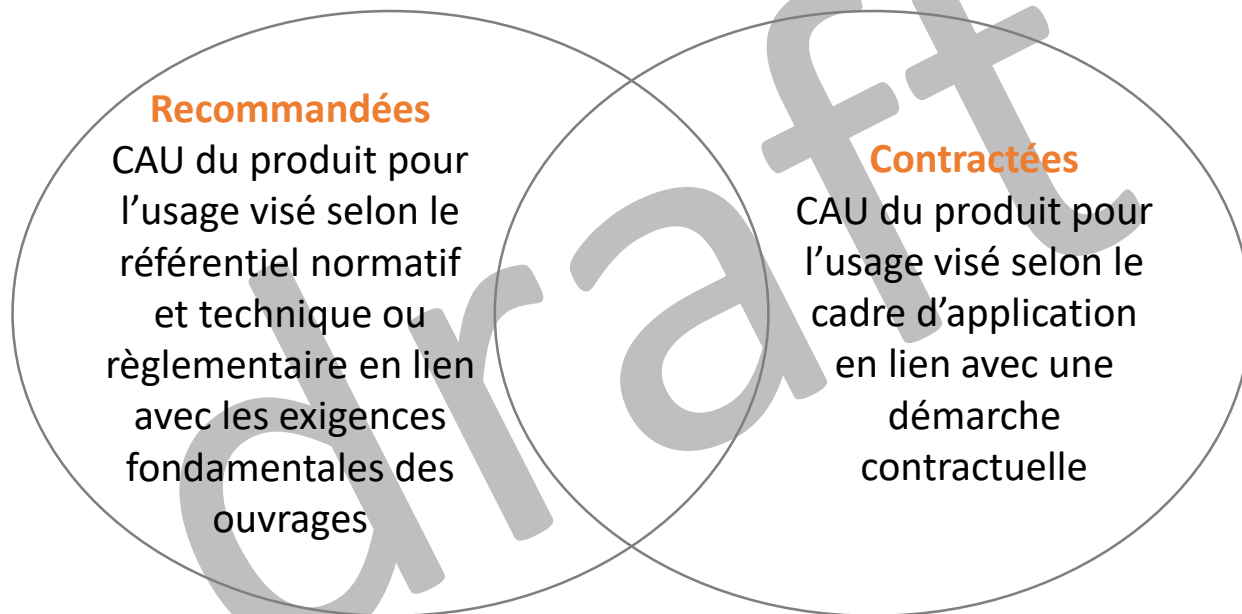 Recommandées
CAU du produit pour
l’usage visé selon le
référentiel normatif
et technique ou
règlementaire en lien
avec les exigences
fondamentales des
ouvrages
Contractées
CAU du produit pour
l’usage visé selon le
cadre d’application
en lien avec une
démarche
contractuelle
draft